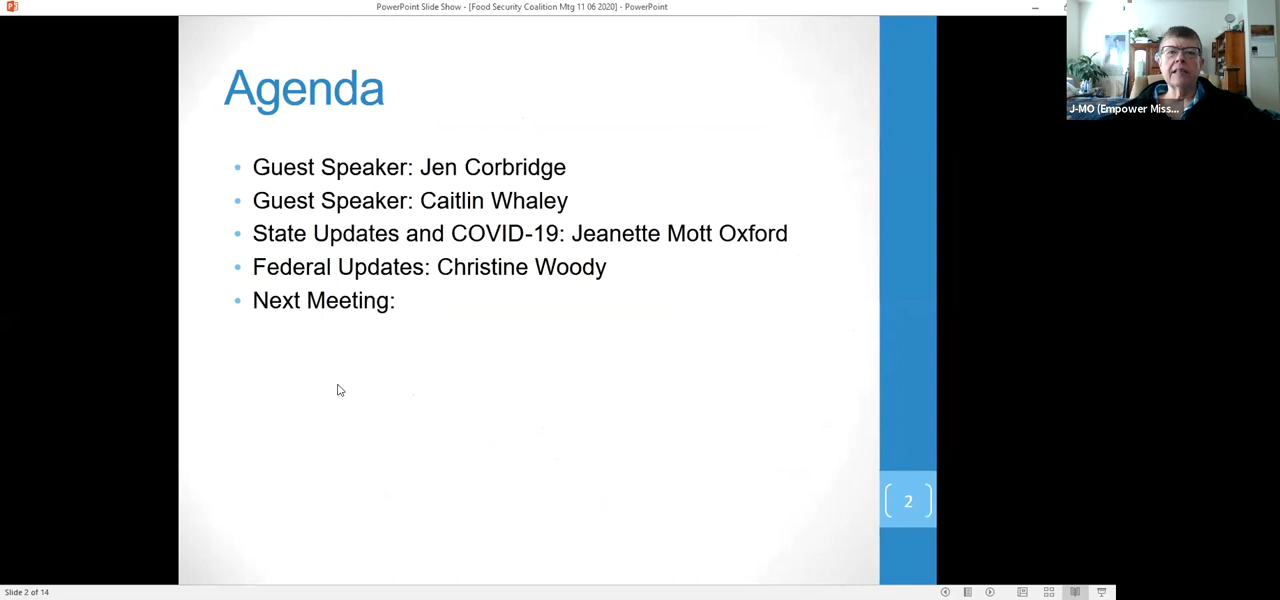 PowerPoint Slide Show - [Food Security Coalition Mtg 11 06 2020] - PowerPoint
J-MO (Empower Miss...
Agenda
• Guest Speaker: Jen Corbridge
• Guest Speaker: Caitlin Whaley
• State Updates and COVID-19: Jeanette Mott Oxford
• Federal Updates: Christine Woody
• Next Meeting:
2
Slide 2 of 14